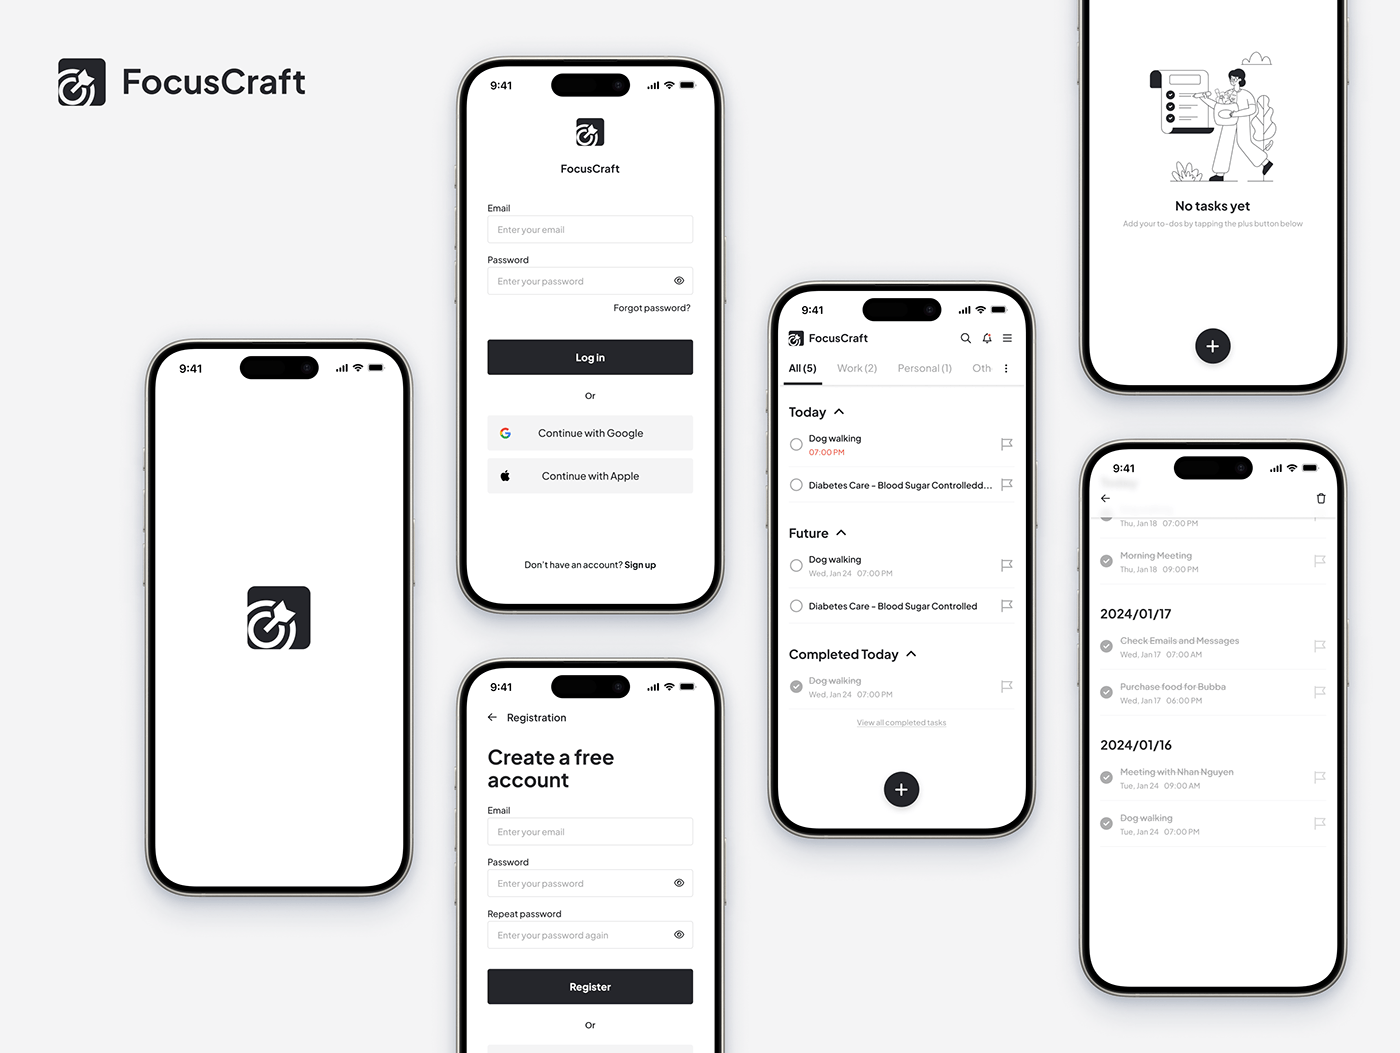 FocusCraft
9:41
9:41
FocusCraft
Email
Enter your email
Password
Enter your password
Forgot password?
Log in
Or
Continue with Google
Continue with Apple
Don't have an account? Sign up
9:41
Registration
Create a free
account
Email
Enter your email
Password
Enter your password
Repeat password
Enter your password again
Register
Or
9:41
FocusCraft
All (5)
Work (2)
Personal (1)
Oth
Today
Dog walking
07:00 PM
Diabetes Care - Blood Sugar Controlledd...
Future
Dog walking
Wed, Jan 24 07:00 PM
Diabetes Care - Blood Sugar Controlled
Completed Today
Dog walking
Wed, Jan 24 07:00 PM
View all completed tasks
No tasks yet
Add your to-dos by tapping the plus button below
9:41
Thu, Jan 18 07:00 PM
Morning Meeting
Thu, Jan 18 09:00 PM
2024/01/17
Check Emails and Messages
Wed, Jan 17 07:00 AM
Purchase food for Bubba
Wed, Jan 17 06:00 PM
2024/01/16
Meeting with Nhan Nguyen
Tue, Jan 24 09:00 AM
Dog walking
Tue, Jan 24 07:00 PM